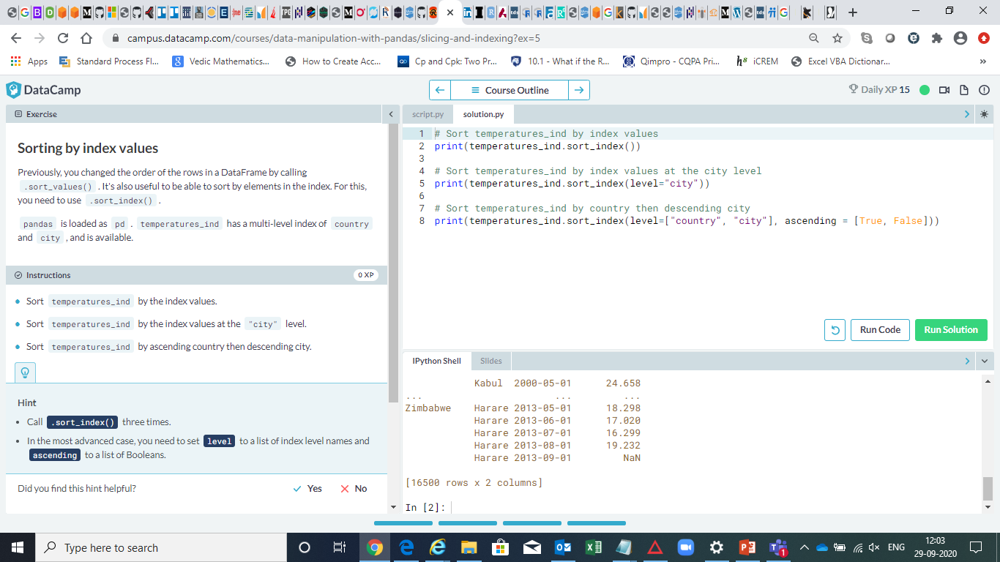 campus.datacamp.com/courses/data-manipulation-with-pandas/slicing-and-indexing?ex=5
Apps
Standard Process Fl...
Vedic Mathematics...
How to Create Acc...
Cp and Cpk: Two Pr...
10.1 - What if the R...
Qimpro - CQPA Pri...
iCREM
Excel VBA Dictionar...
»
DataCamp
Course Outline
Daily XP 15
Exercise
script.py
solution.py
Sorting by index values
Previously, you changed the order of the rows in a DataFrame by calling
.sort_values() . It's also useful to be able to sort by elements in the index. For this,
you need to use .sort_index() .
pandas is loaded as pd . temperatures_ind has a multi-level index of country
and city , and is available.
Instructions
0 XP
Sort temperatures_ind by the index values.
Sort temperatures_ind by the index values at the "city" level.
Sort temperatures_ind by ascending country then descending city.
Hint
Call .sort_index() three times.
In the most advanced case, you need to set level to a list of index level names and
ascending to a list of Booleans.
Did you find this hint helpful?
Yes
No
1 # Sort temperatures_ind by index values
2 print(temperatures_ind.sort_index())
3
4 # Sort temperatures_ind by index values at the city level
5 print(temperatures_ind.sort_index(level="city"))
6
7 # Sort temperatures_ind by country then descending city
8 print(temperatures_ind.sort_index(level=["country", "city"], ascending = [True, False]))
Run Code
Run Solution
IPython Shell
Slides
Kabul 2000-05-01 24.658
... ... ...
Zimbabwe Harare 2013-05-01 18.298
Harare 2013-06-01 17.020
Harare 2013-07-01 16.299
Harare 2013-08-01 19.232
Harare 2013-09-01 NaN
[16500 rows x 2 columns]
In [2]:
Type here to search
ENG
12:03
29-09-2020